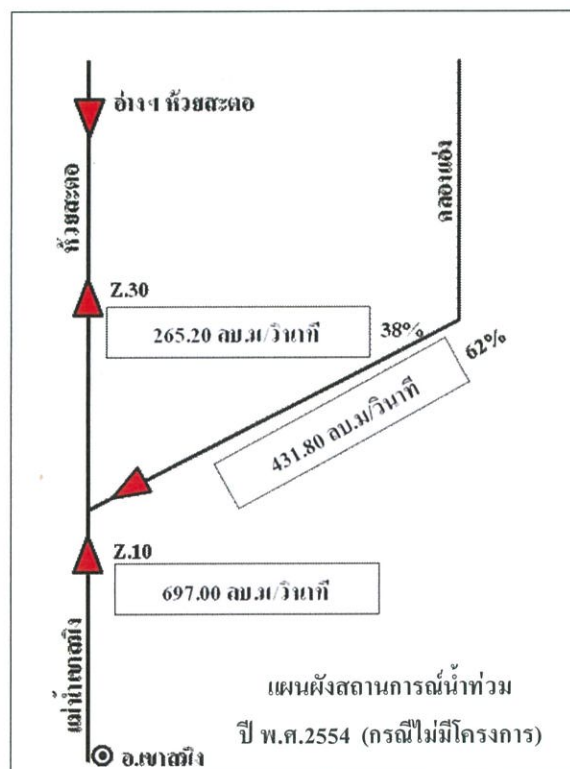 อ่างฯ ห้วยสะตอ
ห้วยสะตอ
คลองแอ่ง
Z.30
265.20 ลบ.ม/วินาที
38%
62%
431.80 ลบ.ม/วินาที
Z.10
697.00 ลบ.ม/วินาที
แม่น้ำเขาสมิง
แผนผังสถานการณ์น้ำท่วม
ปี พ.ศ.2554 (กรณีไม่มีโครงการ)
อ.เขาสมิง